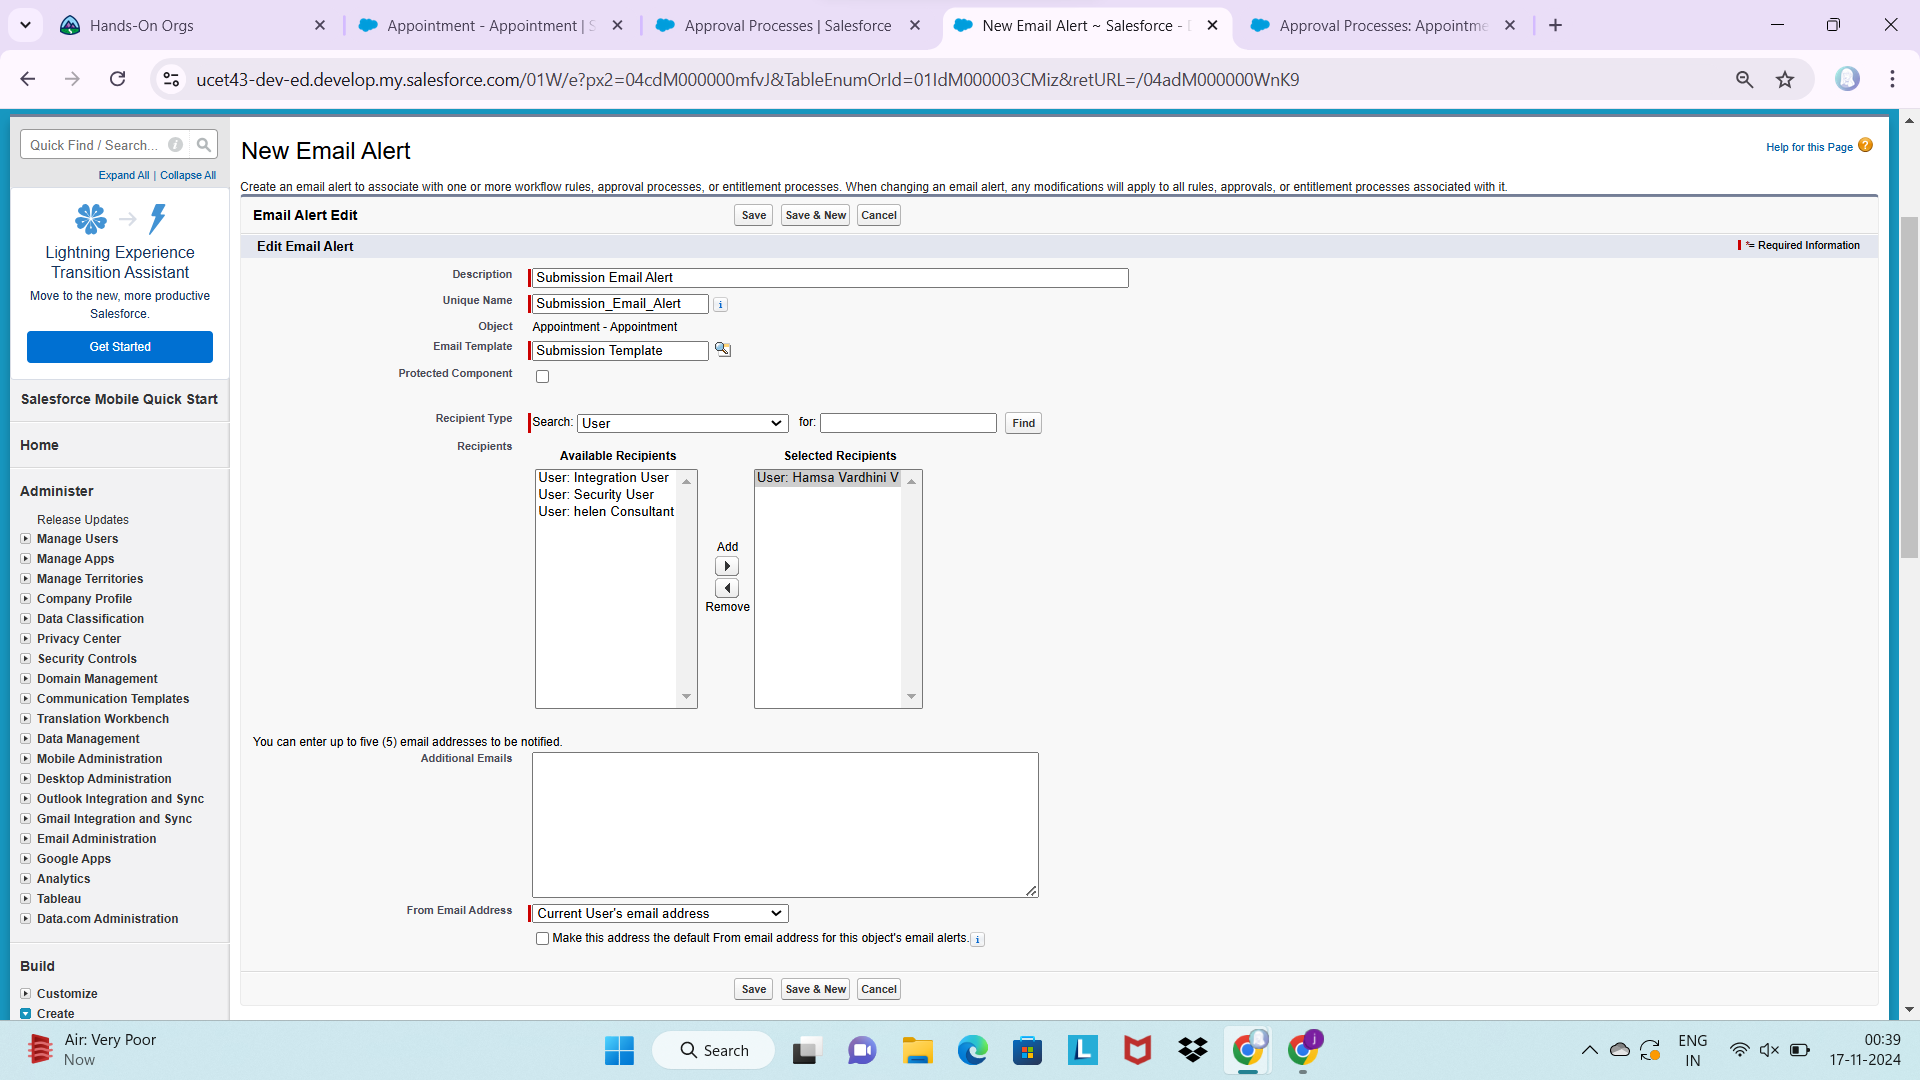 Hands-On Orgs
Appointment - Appointment | S
Approval Processes | Salesforce
New Email Alert ~ Salesforce - D
Approval Processes: Appointme
ucet43-dev-ed.develop.my.salesforce.com/01W/e?px2=04cdM000000mfvJ&TableEnumOrId=01IdM000003CMiz&retURL=/04adM000000WnK9
Quick Find / Search...
Expand All | Collapse All
Lightning Experience
Transition Assistant
Move to the new, more productive
Salesforce.
Get Started
Salesforce Mobile Quick Start
Home
Administer
Release Updates
Manage Users
Manage Apps
Manage Territories
Company Profile
Data Classification
Privacy Center
Security Controls
Domain Management
Communication Templates
Translation Workbench
Data Management
Mobile Administration
Desktop Administration
Outlook Integration and Sync
Gmail Integration and Sync
Email Administration
Google Apps
Analytics
Tableau
Data.com Administration
Build
Customize
Create
New Email Alert
Help for this Page
Create an email alert to associate with one or more workflow rules, approval processes, or entitlement processes. When changing an email alert, any modifications will apply to all rules, approvals, or entitlement processes associated with it.
Email Alert Edit
Save
Save & New
Cancel
Edit Email Alert
*= Required Information
Description
Submission Email Alert
Unique Name
Submission_Email_Alert
Object
Appointment - Appointment
Email Template
Submission Template
Protected Component
Recipient Type
Search: User for:
Find
Recipients
Available Recipients
Selected Recipients
User: Integration User
User: Security User
User: helen Consultant
Add
Remove
User: Hamsa Vardhini V
You can enter up to five (5) email addresses to be notified.
Additional Emails
From Email Address
Current User's email address
Make this address the default From email address for this object's email alerts.
Save
Save & New
Cancel
Air: Very Poor
Now
Search
ENG
IN
00:39
17-11-2024